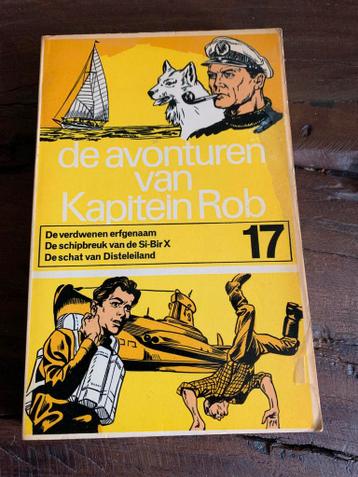 de avonturen
van
Kapitein Rob
De verdwenen erfgenaam
De schipbreuk van de Si-Bir X
De schat van Disteleiland
17